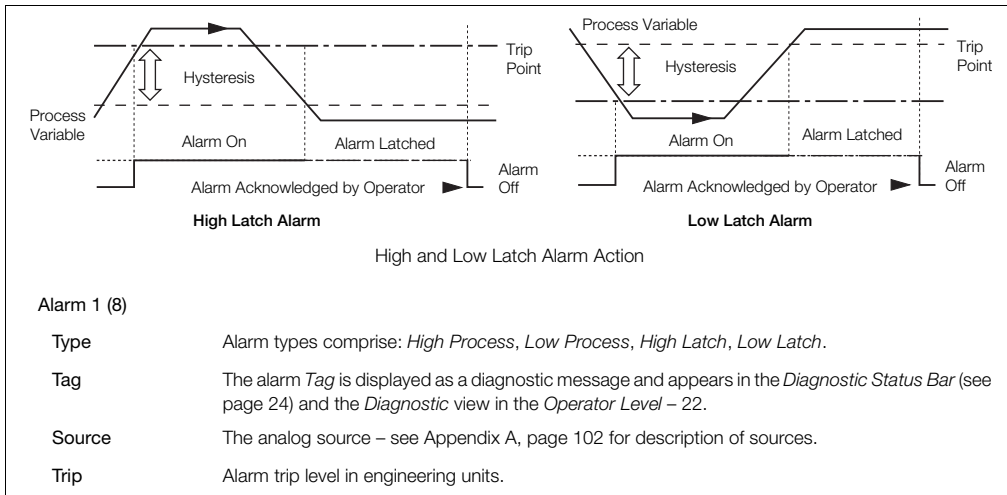 Process Variable
Trip
Point
Hysteresis
Process
Variable
Alarm On
Alarm Latched
Alarm
Off
Alarm Acknowledged by Operator
High Latch Alarm
Process Variable
Trip
Point
Hysteresis
Alarm On
Alarm Latched
Alarm
Off
Alarm Acknowledged by Operator
Low Latch Alarm
High and Low Latch Alarm Action
Alarm 1 (8)
Type Alarm types comprise: High Process, Low Process, High Latch, Low Latch.
Tag The alarm Tag is displayed as a diagnostic message and appears in the Diagnostic Status Bar (see
page 24) and the Diagnostic view in the Operator Level – 22.
Source The analog source – see Appendix A, page 102 for description of sources.
Trip Alarm trip level in engineering units.